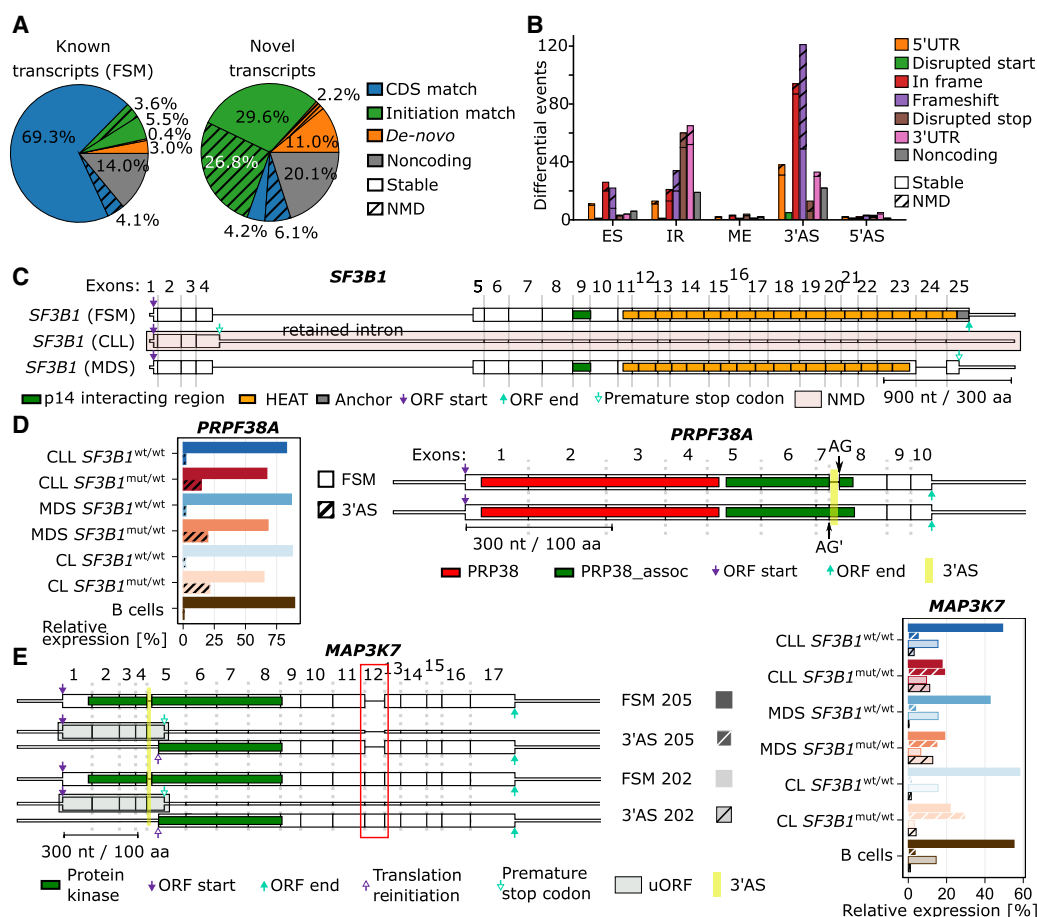 A
Known
transcripts (FSM)
Novel
transcripts
69.3%
3.6%
5.5%
0.4%
3.0%
14.0%
4.1%
29.6%
2.2%
11.0%
26.8%
20.1%
4.2%
6.1%
CDS match
Initiation match
De-novo
Noncoding
Stable
NMD
B
Differential events
120
80
40
0
ES IR ME 3'AS 5'AS
5'UTR
Disrupted start
In frame
Frameshift
Disrupted stop
3'UTR
Noncoding
Stable
NMD
C
SF3B1
Exons: 1 2 3 4 5 6 7 8 9 10 11 12 13 14 15 16 17 18 19 20 21 22 23 24 25
SF3B1 (FSM)
SF3B1 (CLL)
retained intron
SF3B1 (MDS)
900 nt / 300 aa
p14 interacting region HEAT Anchor ORF start ORF end Premature stop codon NMD
D
PRPF38A
CLL SF3B1wt/wt
CLL SF3B1mut/wt
MDS SF3B1wt/wt
MDS SF3B1mut/wt
CL SF3B1wt/wt
CL SF3B1mut/wt
B cells
Relative
expression [%]
0 25 50 75
FSM
3'AS
PRPF38A
Exons: 1 2 3 4 5 6 7 8 9 10
AG
AG'
300 nt / 100 aa
PRP38 PRP38_assoc ORF start ORF end 3'AS
E
MAP3K7
1 2 3 4 5 6 7 8 9 10 11 12 13 14 15 16 17
FSM 205
3'AS 205
FSM 202
3'AS 202
300 nt / 100 aa
Protein
kinase
ORF start
ORF end
Translation
reinitiation
Premature
stop codon
uORF
3'AS
MAP3K7
CLL SF3B1wt/wt
CLL SF3B1mut/wt
MDS SF3B1wt/wt
MDS SF3B1mut/wt
CL SF3B1wt/wt
CL SF3B1mut/wt
B cells
0 20 40 60
Relative expression [%]